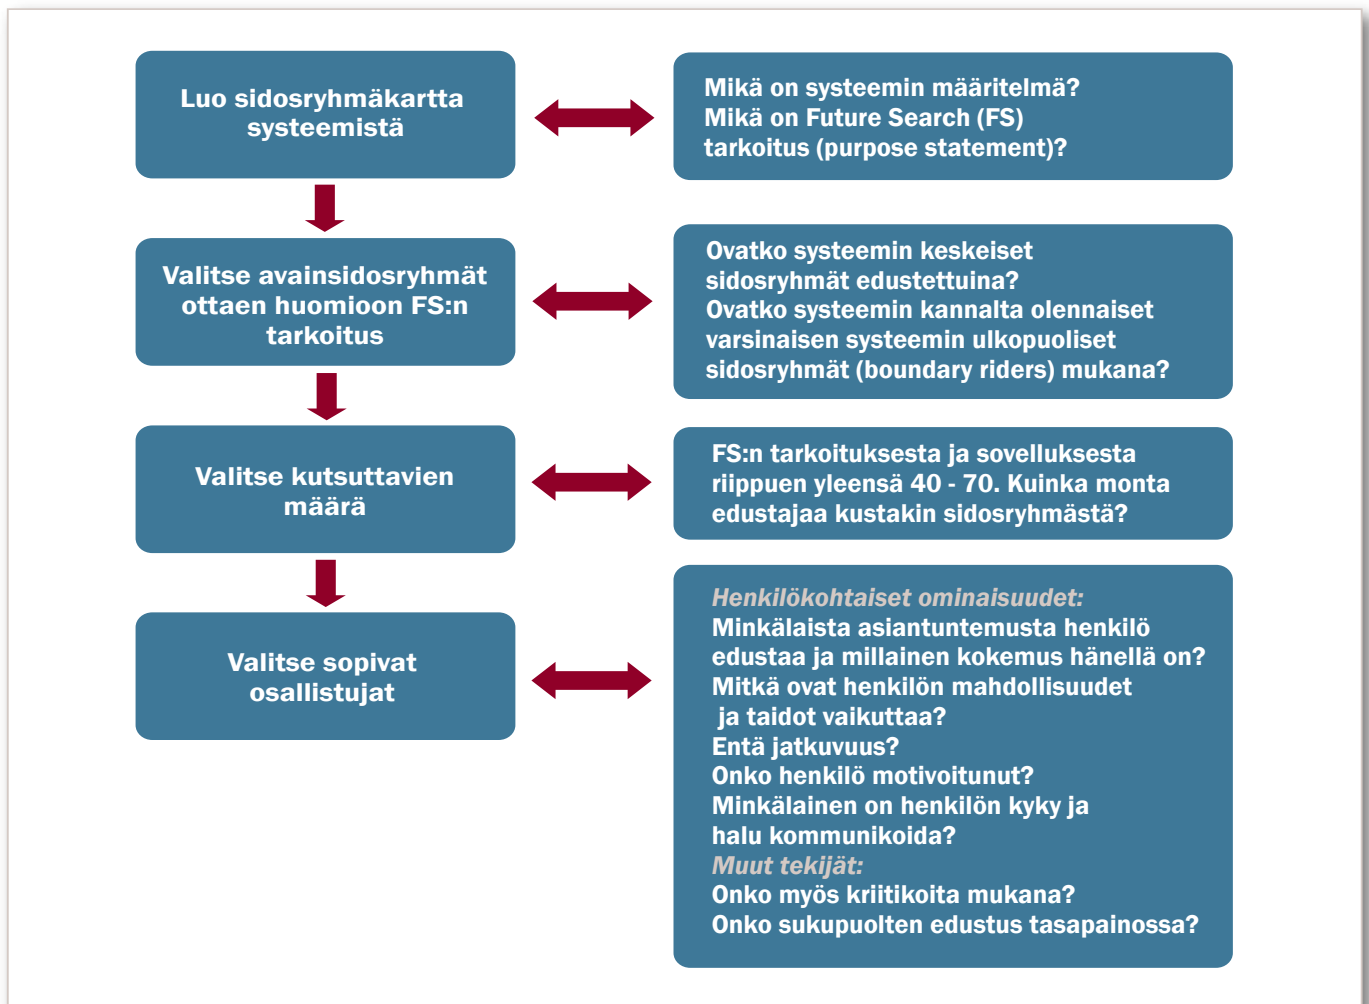 Luo sidosryhmäkartta
systeemistä
Mikä on systeemin määritelmä?
Mikä on Future Search (FS)
tarkoitus (purpose statement)?
Valitse avainsidosryhmät
ottaen huomioon FS:n
tarkoitus
Ovatko systeemin keskeiset
sidosryhmät edustettuina?
Ovatko systeemin kannalta olennaiset
varsinaisen systeemin ulkopuoliset
sidosryhmät (boundary riders) mukana?
Valitse kutsuttavien
määrä
FS:n tarkoituksesta ja sovelluksesta
riippuen yleensä 40 - 70. Kuinka monta
edustajaa kustakin sidosryhmästä?
Valitse sopivat
osallistujat
Henkilökohtaiset ominaisuudet:
Minkälaista asiantuntemusta henkilö
edustaa ja millainen kokemus hänellä on?
Mitkä ovat henkilön mahdollisuudet
ja taidot vaikuttaa?
Entä jatkuvuus?
Onko henkilö motivoitunut?
Minkälainen on henkilön kyky ja
halu kommunikoida?
Muut tekijät:
Onko myös kriitikoita mukana?
Onko sukupuolten edustus tasapainossa?